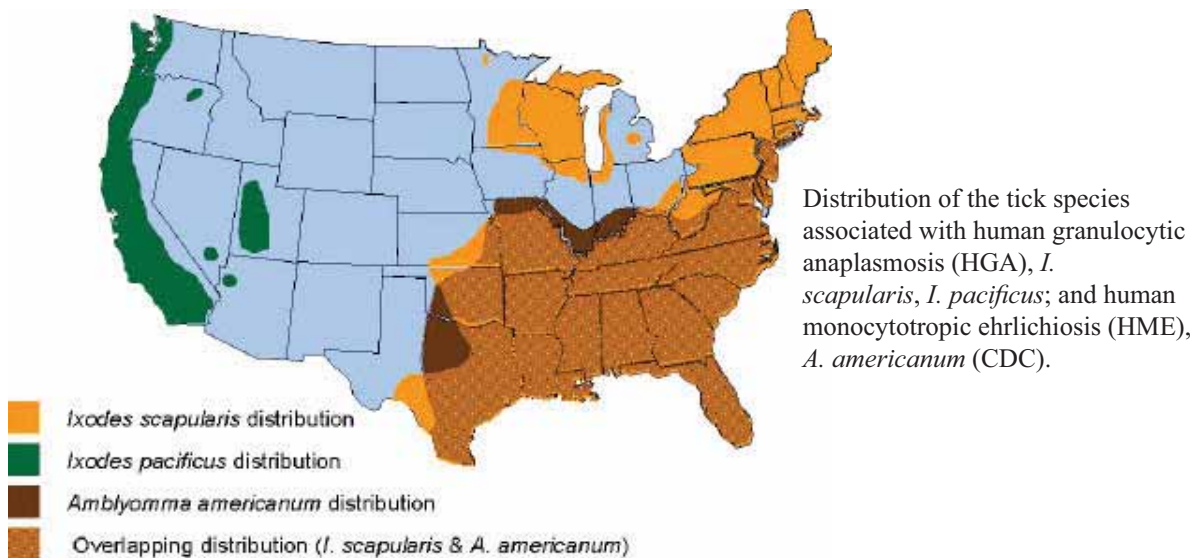 Distribution of the tick species
associated with human granulocytic
anaplasmosis (HGA), I.
scapularis, I. pacificus; and human
monocytotropic ehrlichiosis (HME),
A. americanum (CDC).
Ixodes scapularis distribution
Ixodes pacificus distribution
Amblyomma americanum distribution
Overlapping distribution (I. scapularis & A. americanum)